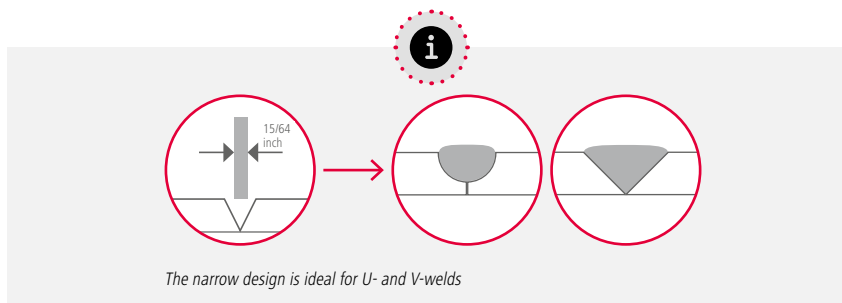 i
15/64
inch
The narrow design is ideal for U- and V-welds